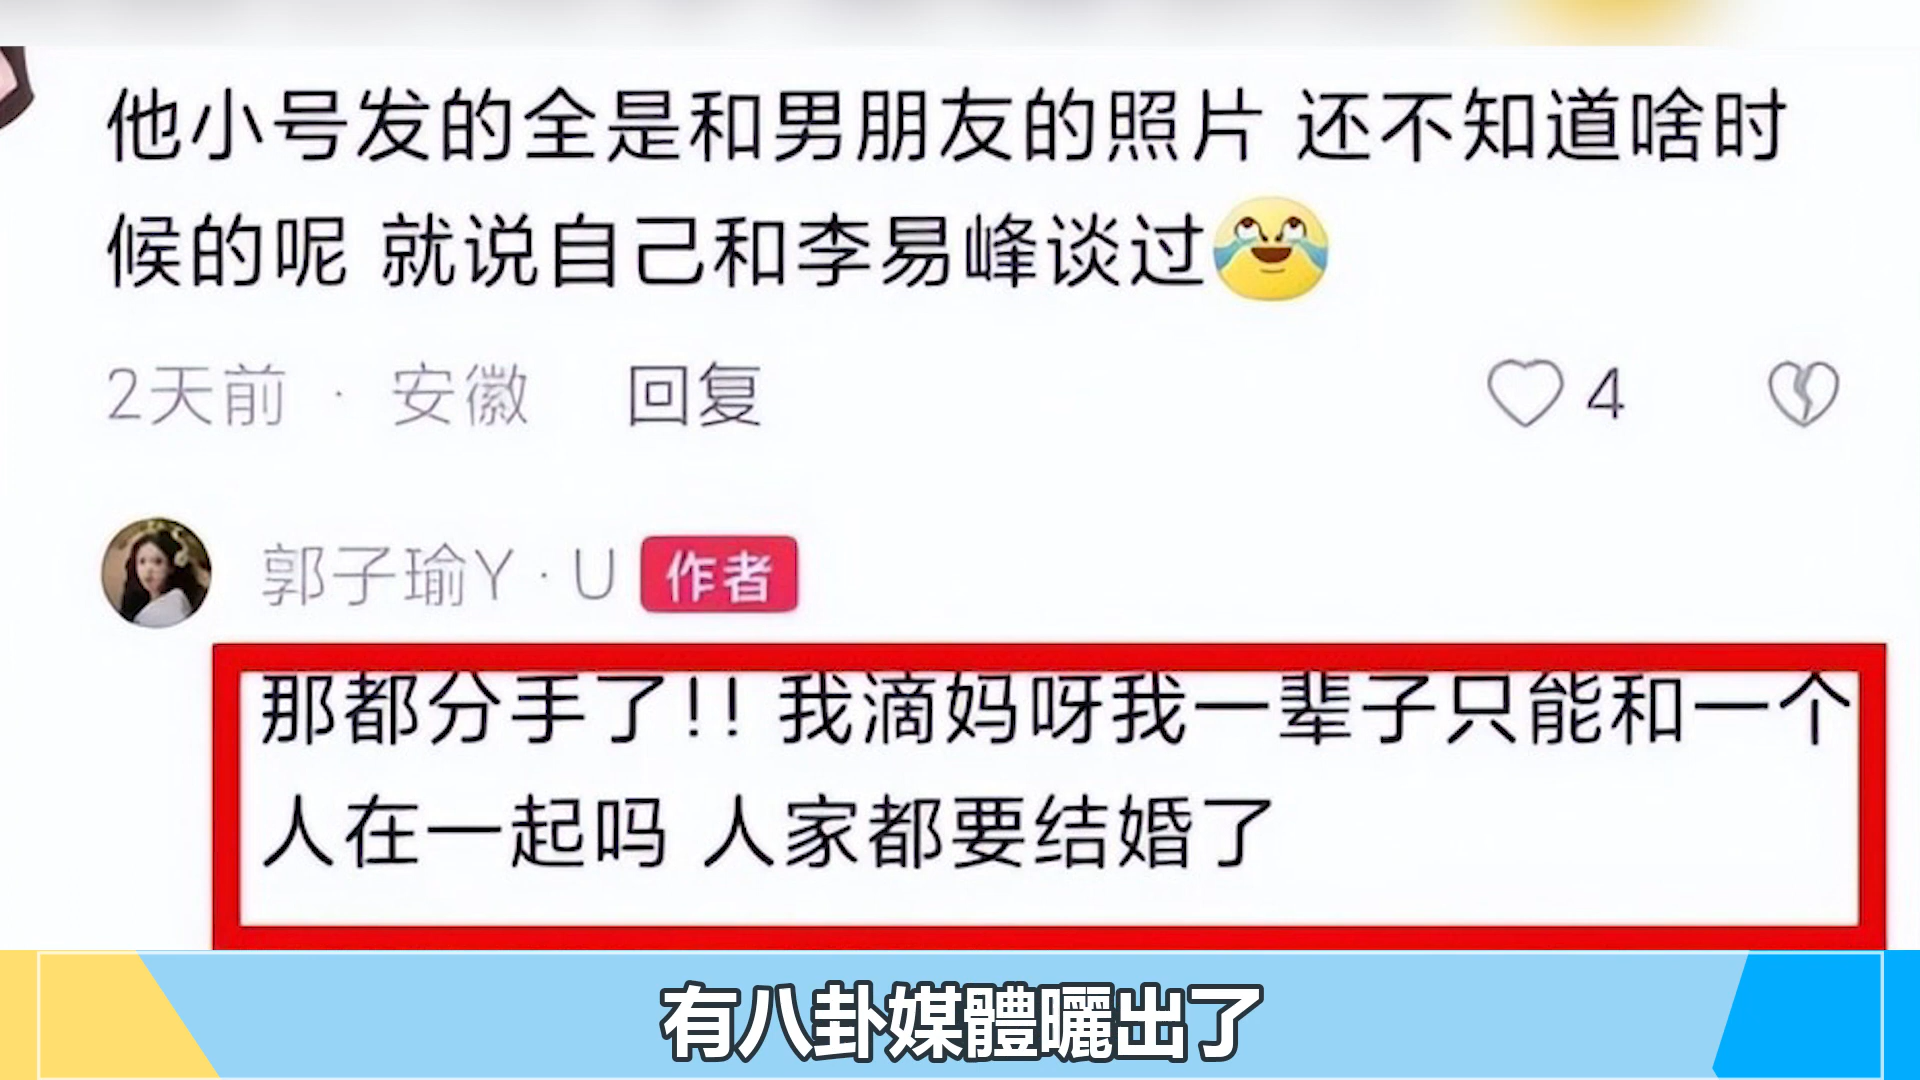 他小号发的全是和男朋友的照片 还不知道啥时
候的呢 就说自己和李易峰谈过
2天前 · 安徽 回复 4
郭子瑜Y·U 作者
那都分手了!! 我滴妈呀我一辈子只能和一个
人在一起吗 人家都要结婚了
有八卦媒體曬出了